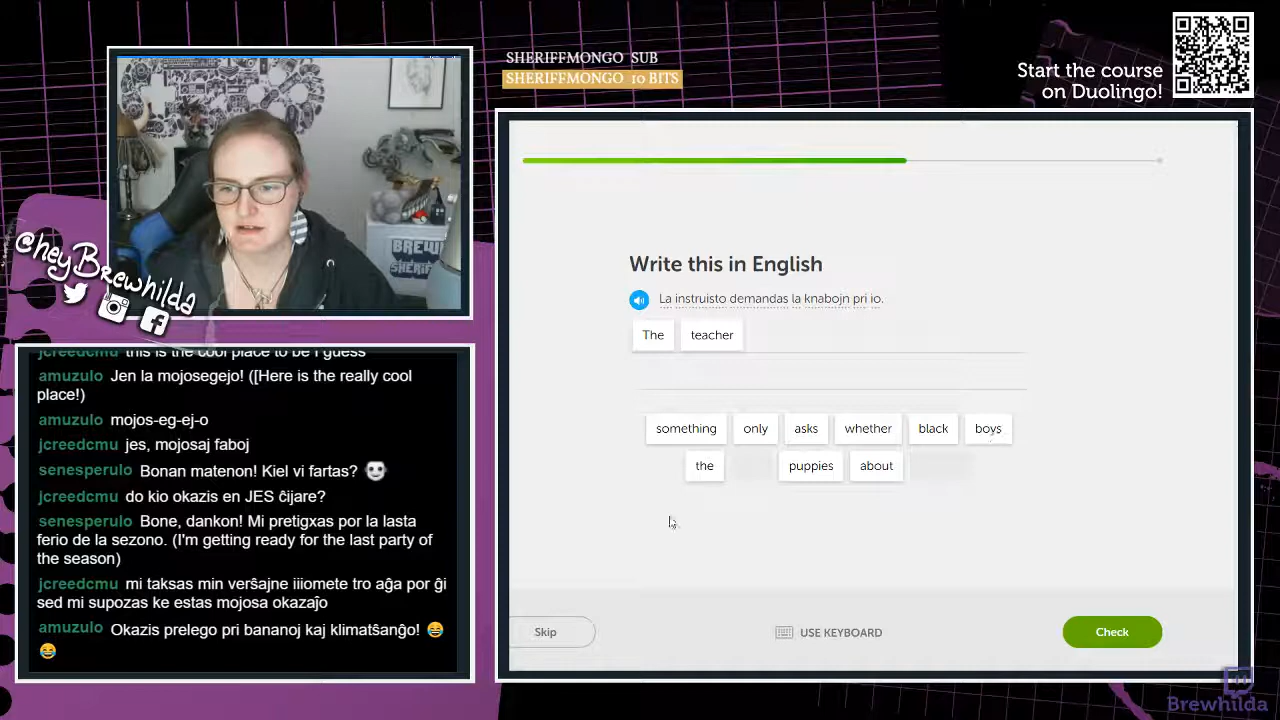 SHERIFFMONGO SUB
SHERIFFMONGO 10 BITS
Start the course
on Duolingo!
@heyBrewhilda
BREW
SHERIF
jcreedcmu this is the cool place to be I guess
amuzulo Jen la mojosegejo! ([Here is the really cool
place!)
amuzulo mojos-eg-ej-o
jcreedcmu jes, mojosaj faboj
senesperulo Bonan matenon! Kiel vi fartas?
jcreedcmu do kio okazis en JES ĉijare?
senesperulo Bone, dankon! Mi pretigxas por la lasta
ferio de la sezono. (I'm getting ready for the last party of
the season)
jcreedcmu mi taksas min verŝajne iiiomete tro aĝa por ĝi
sed mi supozas ke estas mojosa okazaĵo
amuzulo Okazis prelego pri bananoj kaj klimatŝanĝo! 😂
😂
Write this in English
La instruisto demandas la knabojn pri io.
The teacher
something only asks whether black boys
the puppies about
Skip
USE KEYBOARD
Check
Brewhilda